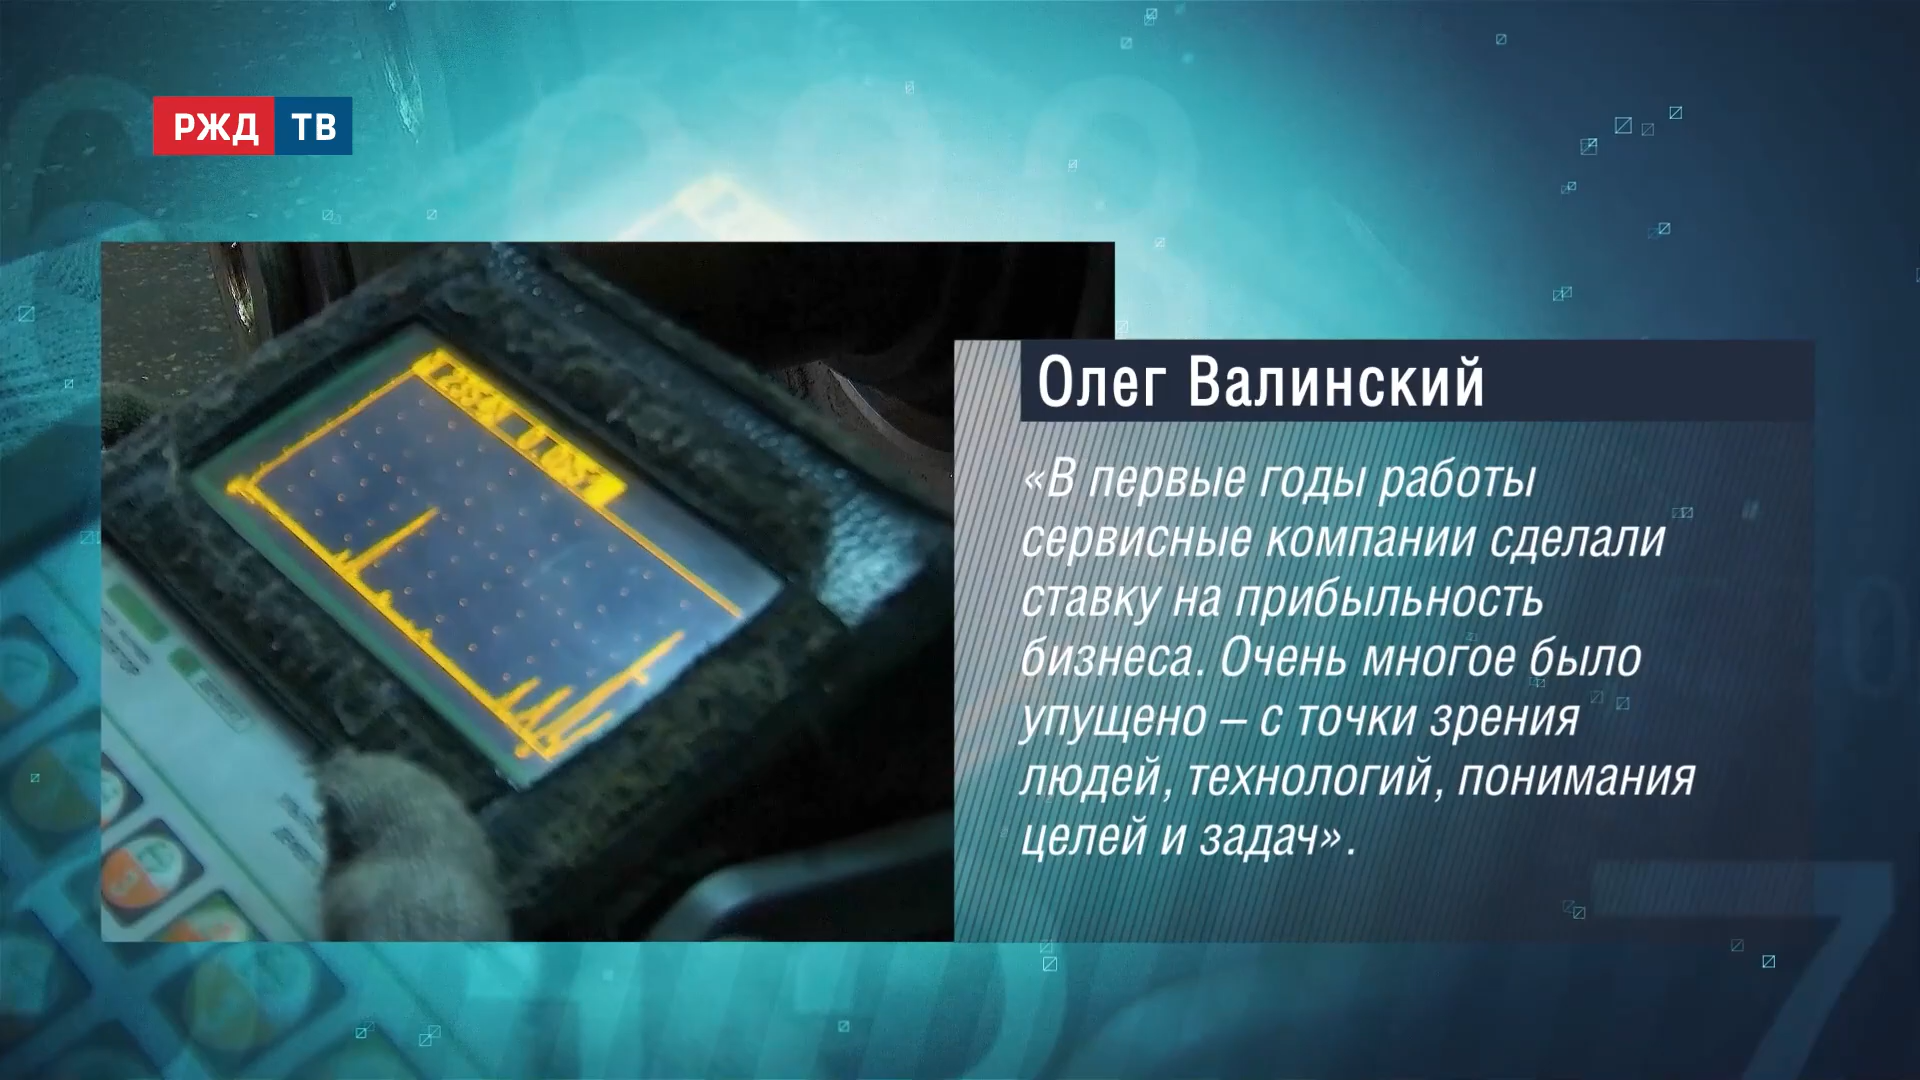 РЖД ТВ
Олег Валинский
«В первые годы работы
сервисные компании сделали
ставку на прибыльность
бизнеса. Очень многое было
упущено – с точки зрения
людей, технологий, понимания
целей и задач».
7